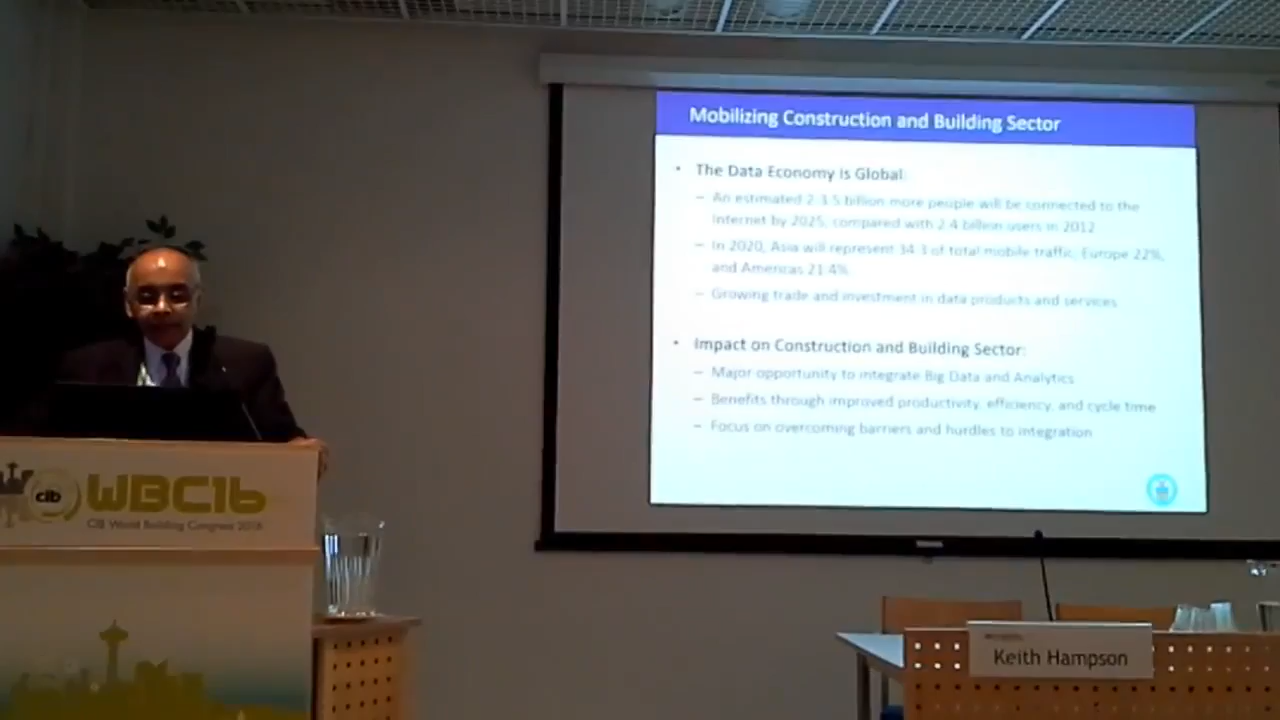 Mobilizing Construction and Building Sector
• The Data Economy is Global:
– An estimated 2-3.5 billion more people will be connected to the
Internet by 2025, compared with 2.4 billion users in 2012
– In 2020, Asia will represent 34.3 of total mobile traffic, Europe 22%,
and Americas 21.4%
– Growing trade and investment in data products and services
• Impact on Construction and Building Sector:
– Major opportunity to integrate Big Data and Analytics
– Benefits through improved productivity, efficiency, and cycle time
– Focus on overcoming barriers and hurdles to integration
cib
WBC16
CIB World Building Congress 2016
Keith Hampson